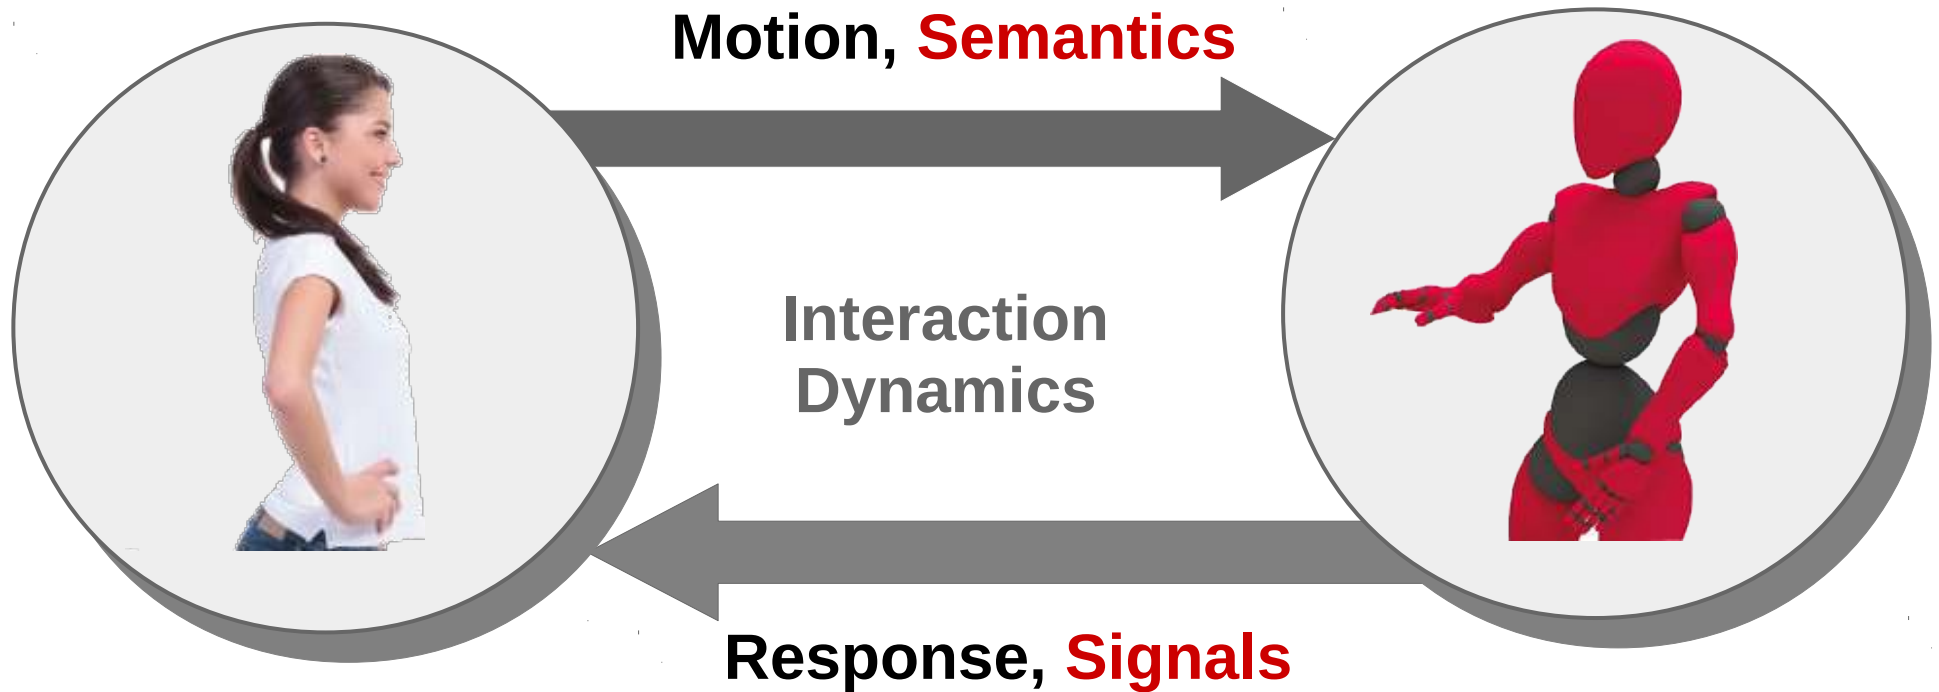 Motion, Semantics
Interaction
Dynamics
Response, Signals